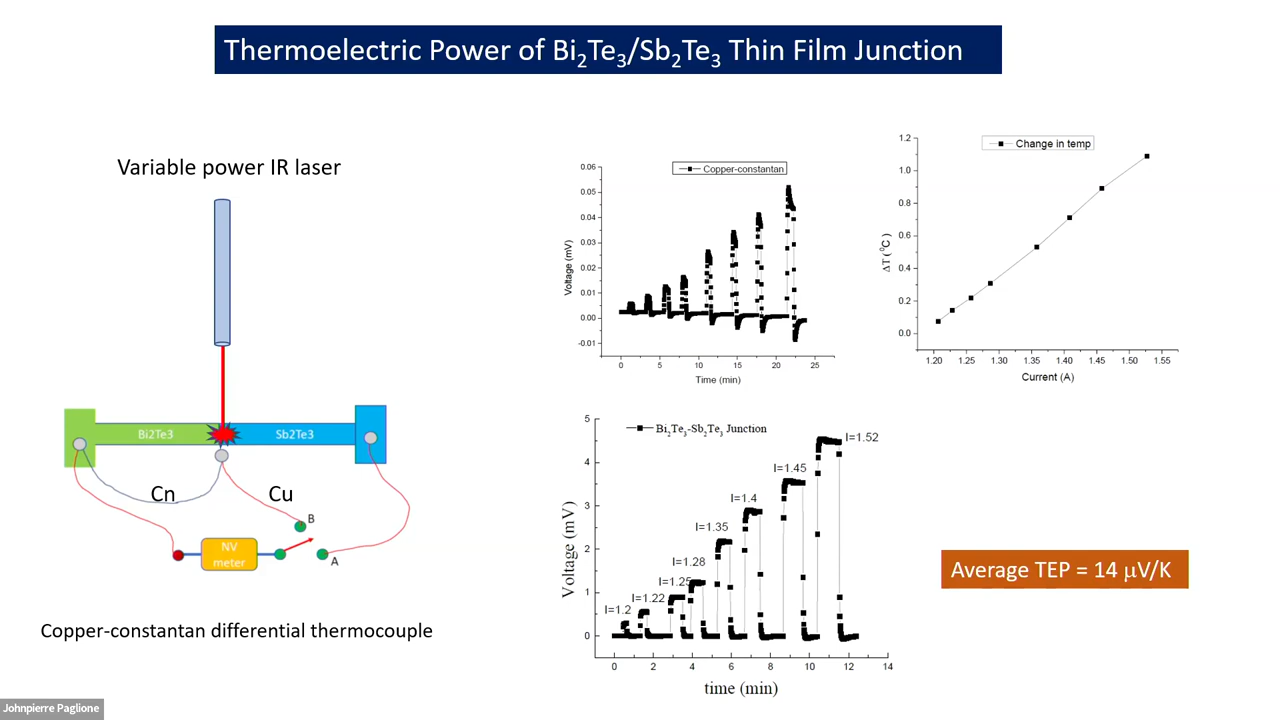 Thermoelectric Power of Bi₂Te₃/Sb₂Te₃ Thin Film Junction
Variable power IR laser
Bi2Te3
Sb2Te3
Cn
Cu
B
A
NV
meter
Copper-constantan differential thermocouple
Copper-constantan
0.06
0.05
0.04
0.03
0.02
0.01
0.00
-0.01
Voltage (mV)
0 5 10 15 20 25
Time (min)
Change in temp
1.2
1.0
0.8
0.6
0.4
0.2
0.0
ΔT (⁰C)
1.20 1.25 1.30 1.35 1.40 1.45 1.50 1.55
Current (A)
Bi₂Te₃-Sb₂Te₃ Junction
5
4
3
2
1
0
Voltage (mV)
I=1.2
I=1.22
I=1.25
I=1.28
I=1.35
I=1.4
I=1.45
I=1.52
0 2 4 6 8 10 12 14
time (min)
Average TEP = 14 μV/K
Johnpierre Paglione